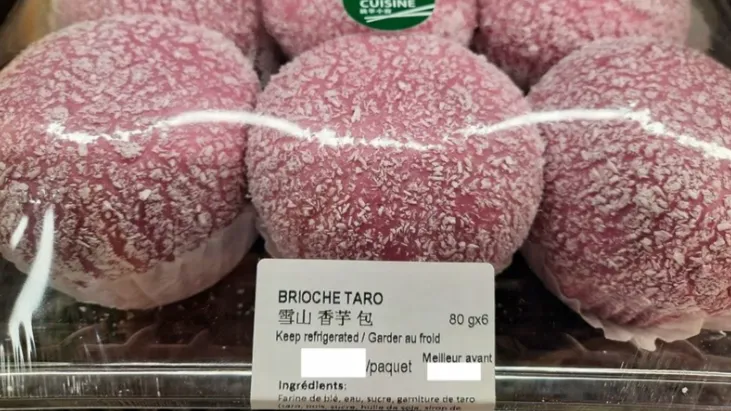 CUISINE
BRIOCHE TARO
雪山 香芋 包
80 gx6
Keep refrigerated / Garder au froid
/paquet
Meilleur avant
Ingrédients:
Farine de blé, eau, sucre, garniture de taro